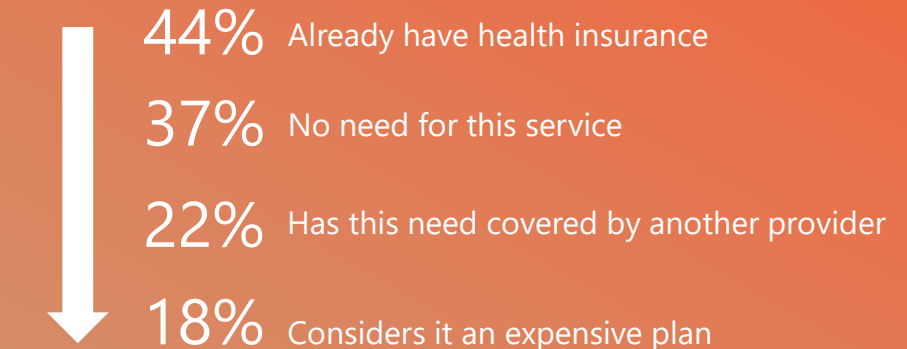 44% Already have health insurance
37% No need for this service
22% Has this need covered by another provider
18% Considers it an expensive plan